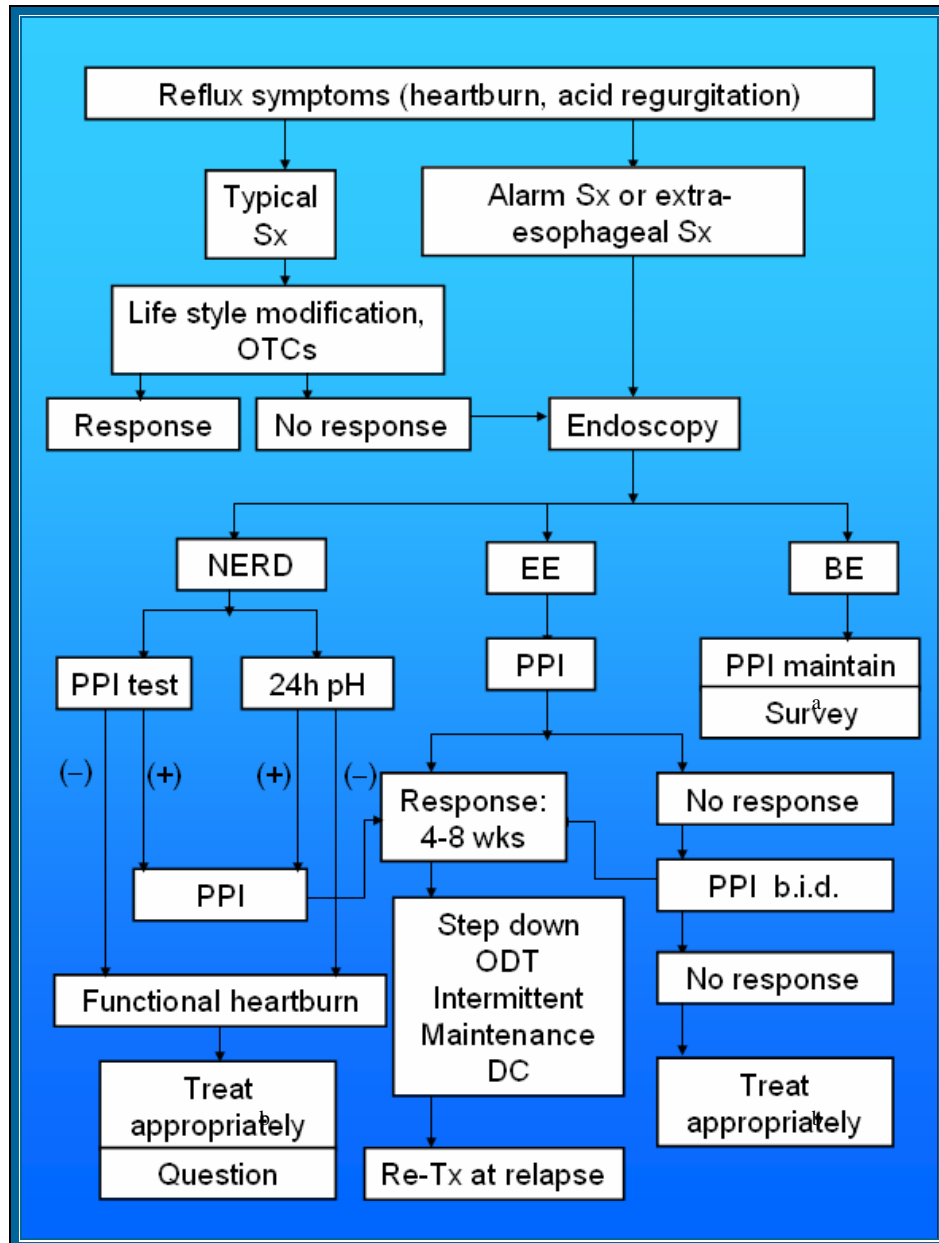 Reflux symptoms (heartburn, acid regurgitation)
Typical
Sx
Alarm Sx or extra-
esophageal Sx
Life style modification,
OTCs
Response
No response
Endoscopy
NERD
EE
BE
PPI test
24h pH
PPI
PPI maintain
Survey a
(–)
(+)
(+)
(–)
Response:
4-8 wks
No response
PPI
PPI b.i.d.
Step down
ODT
Intermittent
Maintenance
DC
No response
Functional heartburn
Treat
appropriately b
Question
Treat
appropriately b
Re-Tx at relapse